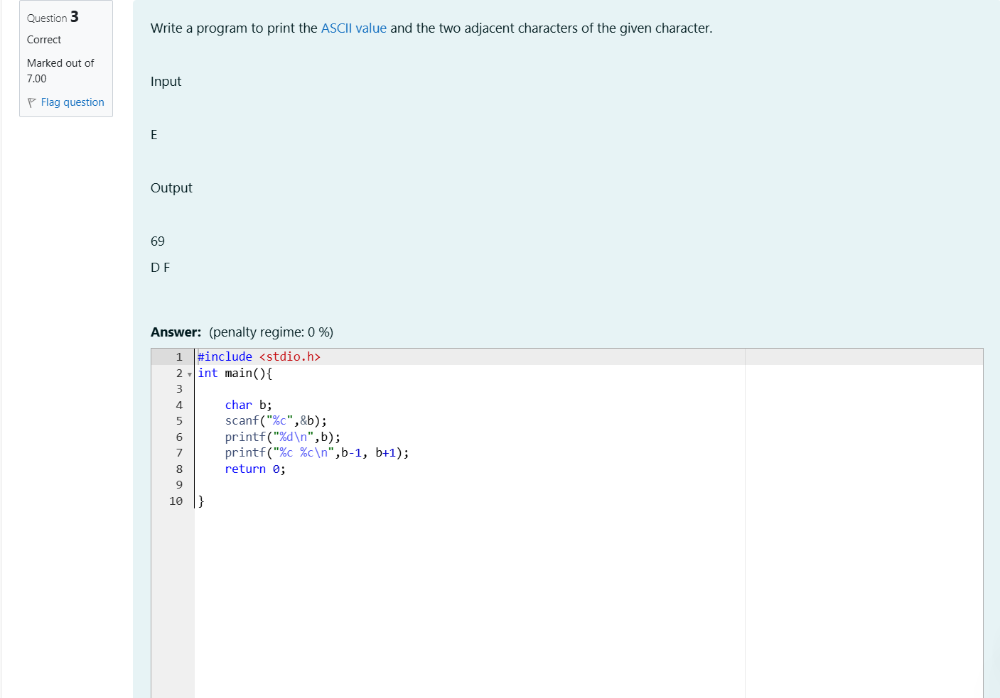 Question 3
Correct
Marked out of
7.00
Flag question
Write a program to print the ASCII value and the two adjacent characters of the given character.
Input
E
Output
69
D F
Answer: (penalty regime: 0 %)
1 #include <stdio.h>
2 int main(){
3
4     char b;
5     scanf("%c",&b);
6     printf("%d\n",b);
7     printf("%c %c\n",b-1, b+1);
8     return 0;
9
10 }